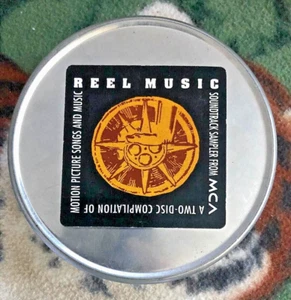 REEL MUSIC
SOUNDTRACK SAMPLER FROM MCA
A TWO-DISC COMPILATION OF
MOTION PICTURE SONGS AND MUSIC